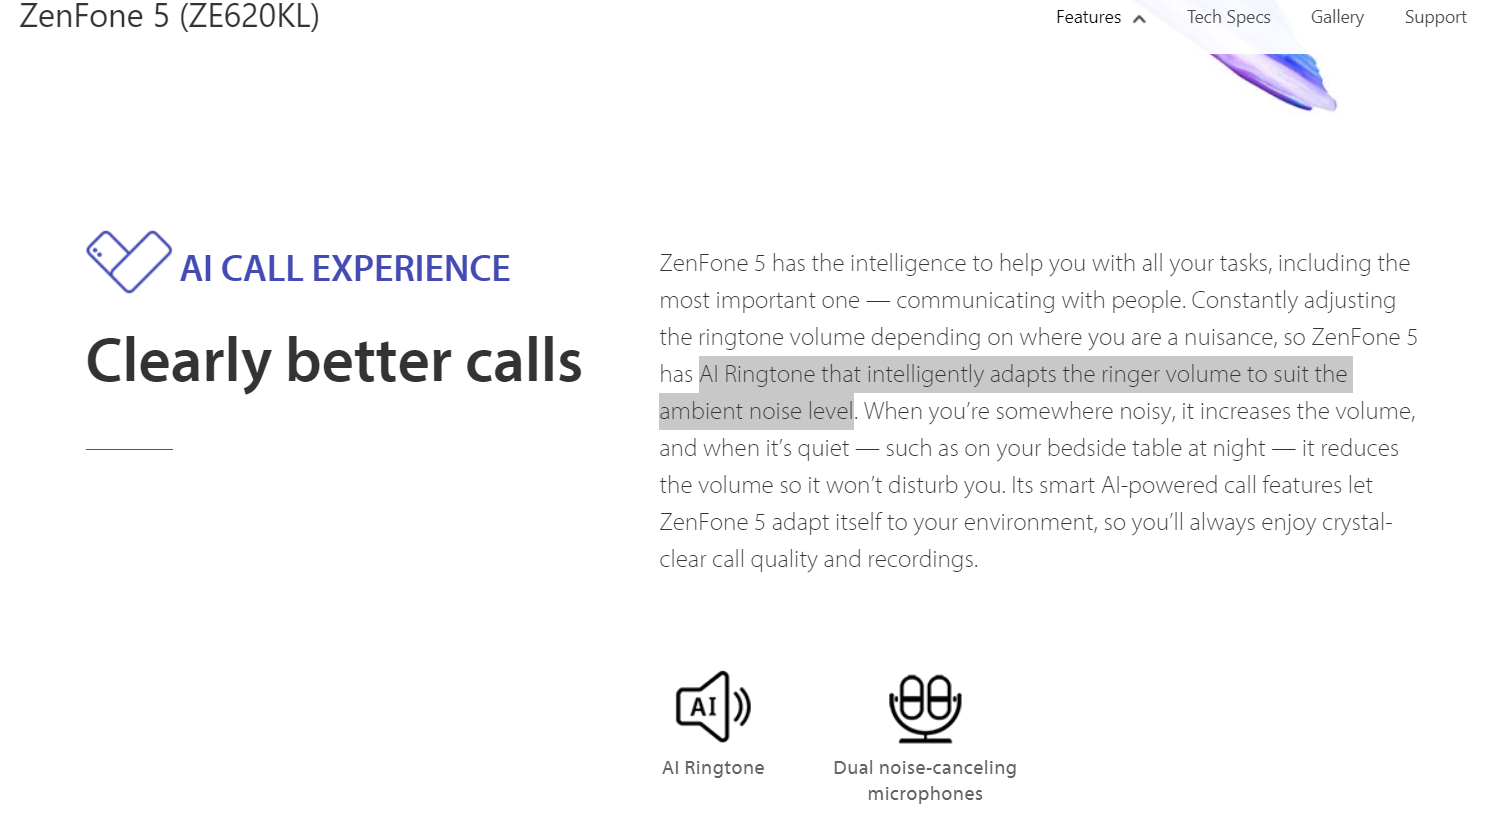 ZenFone 5 (ZE620KL)
Features
Tech Specs
Gallery
Support
AI CALL EXPERIENCE
Clearly better calls
ZenFone 5 has the intelligence to help you with all your tasks, including the
most important one — communicating with people. Constantly adjusting
the ringtone volume depending on where you are a nuisance, so ZenFone 5
has AI Ringtone that intelligently adapts the ringer volume to suit the
ambient noise level. When you’re somewhere noisy, it increases the volume,
and when it’s quiet — such as on your bedside table at night — it reduces
the volume so it won’t disturb you. Its smart AI-powered call features let
ZenFone 5 adapt itself to your environment, so you’ll always enjoy crystal-
clear call quality and recordings.
AI
AI Ringtone
Dual noise-canceling
microphones